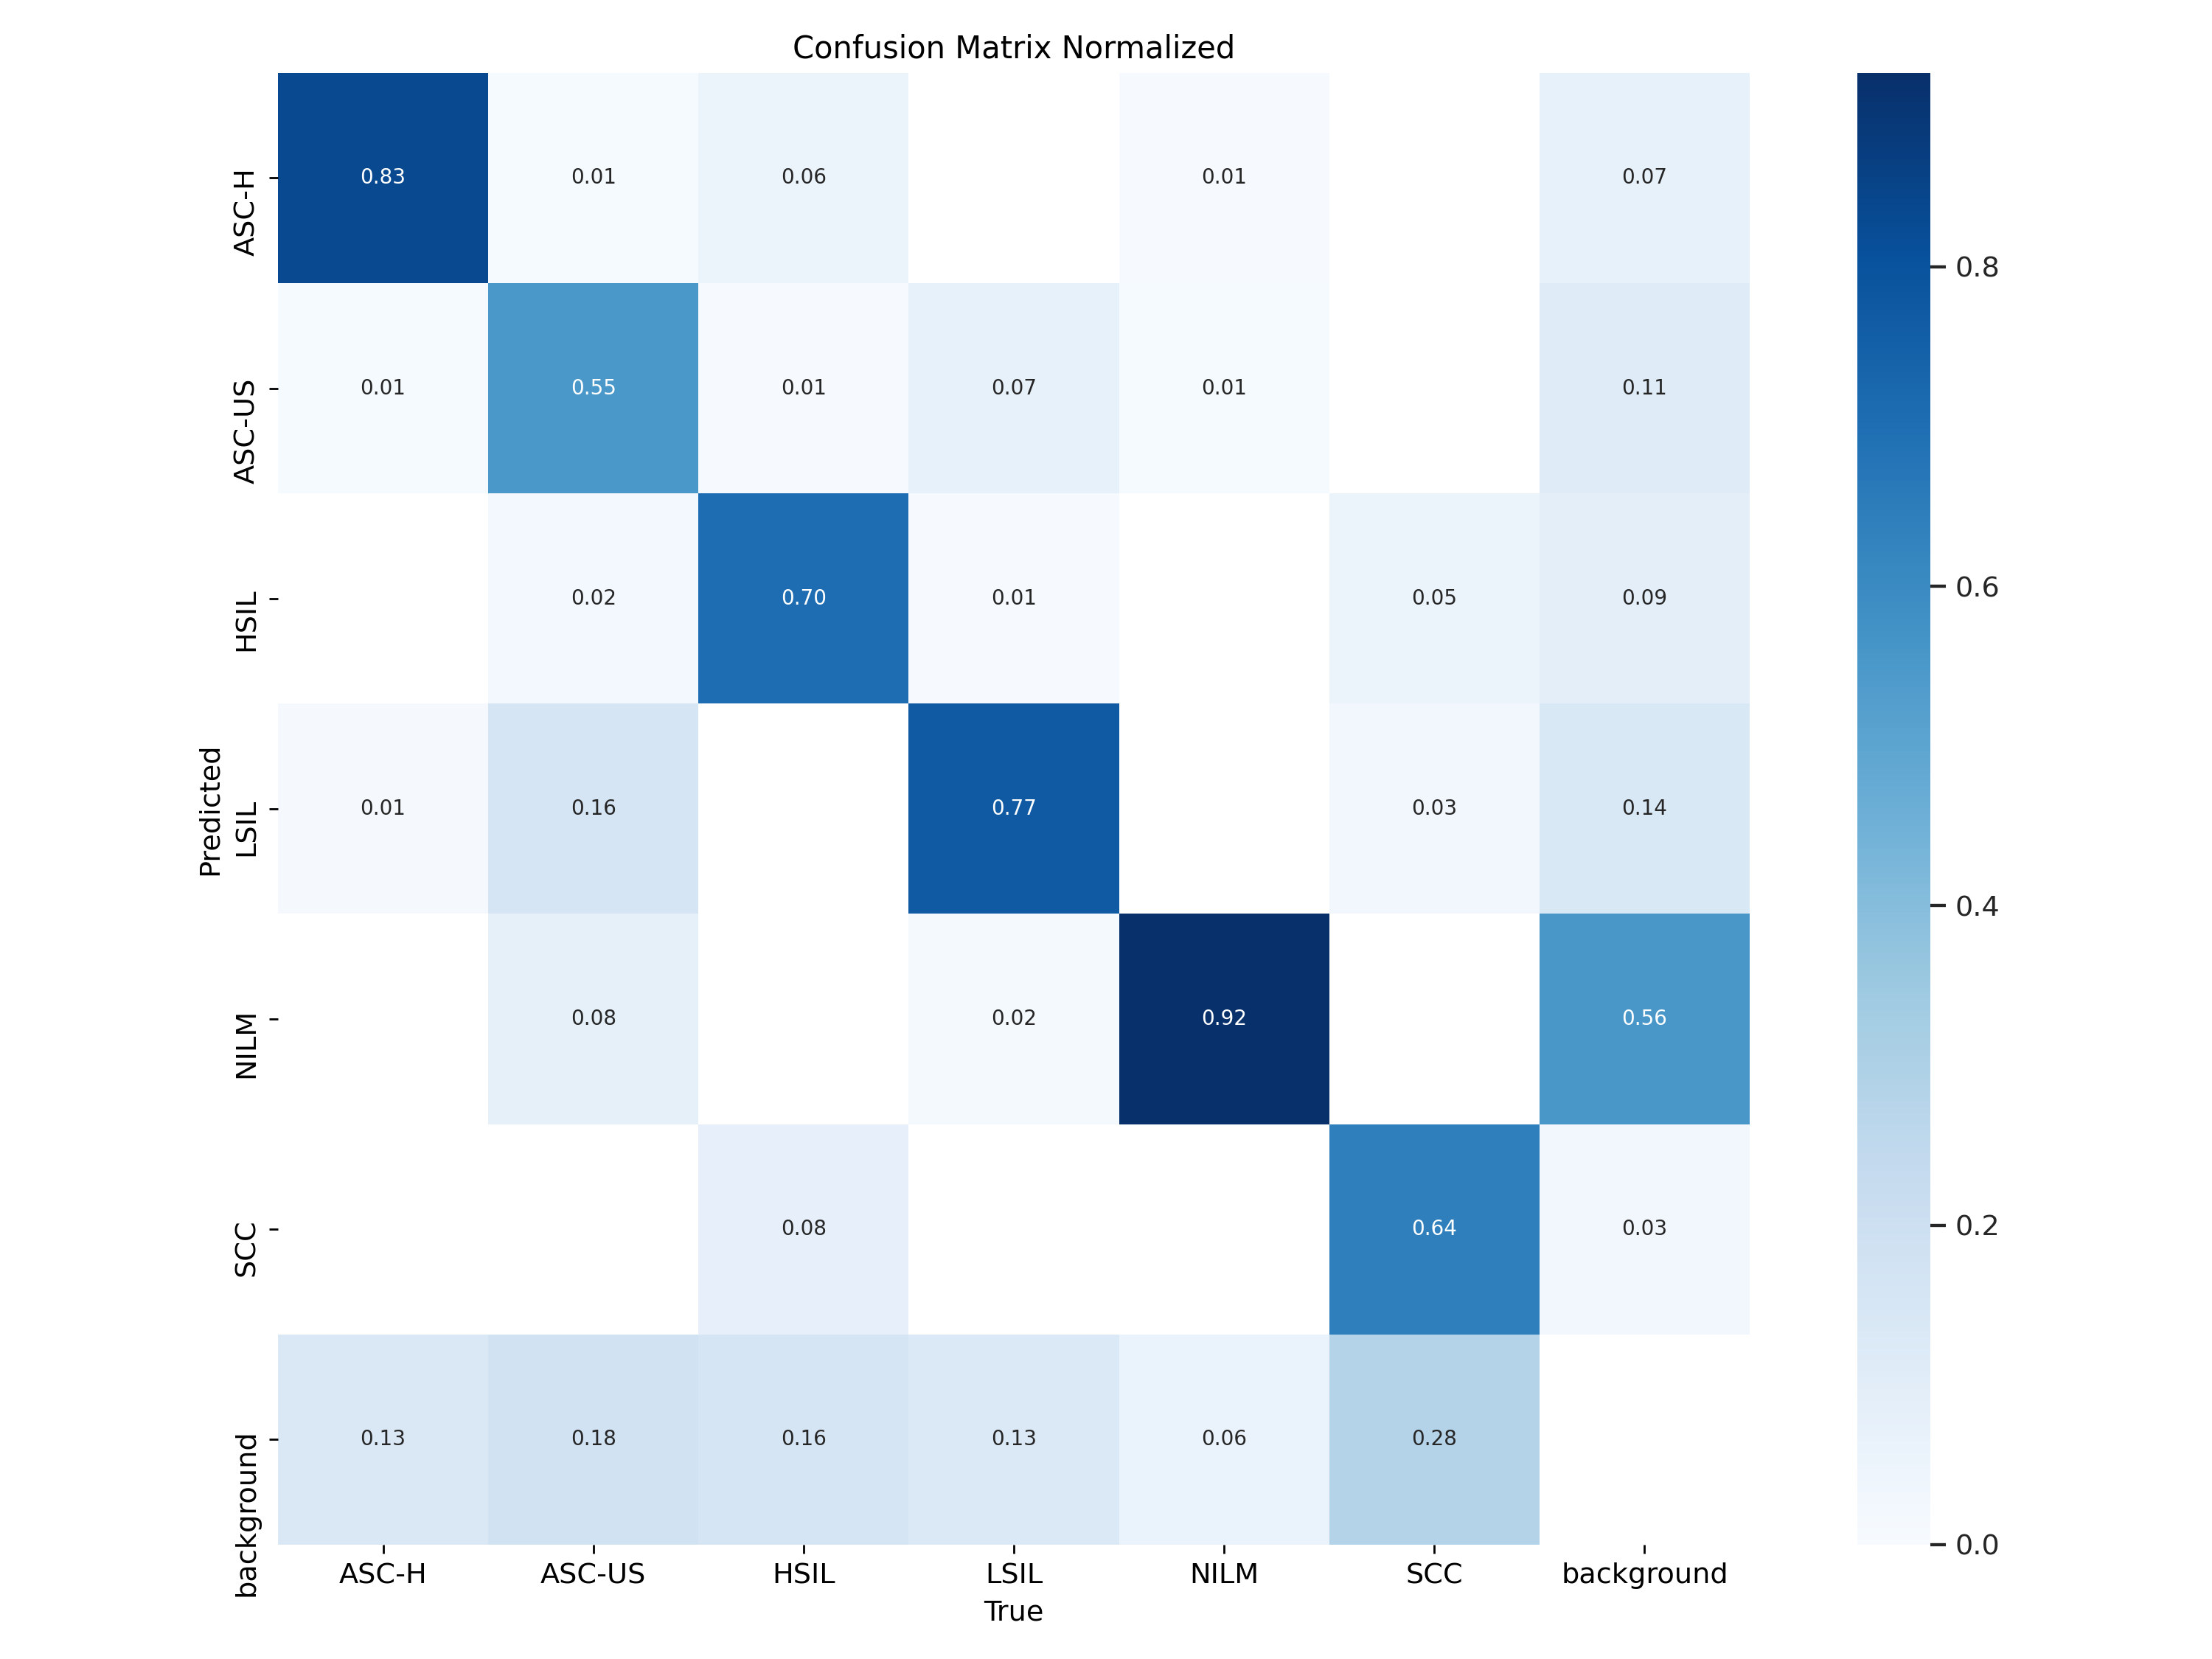 Confusion Matrix Normalized
ASC-H 0.83 0.01 0.06 0.01 0.07
ASC-US 0.01 0.55 0.01 0.07 0.01 0.11
HSIL 0.02 0.70 0.01 0.05 0.09
LSIL 0.01 0.16 0.77 0.03 0.14
NILM 0.08 0.02 0.92 0.56
SCC 0.08 0.64 0.03
background 0.13 0.18 0.16 0.13 0.06 0.28
Predicted
ASC-H ASC-US HSIL LSIL NILM SCC background
True
0.8
0.6
0.4
0.2
0.0